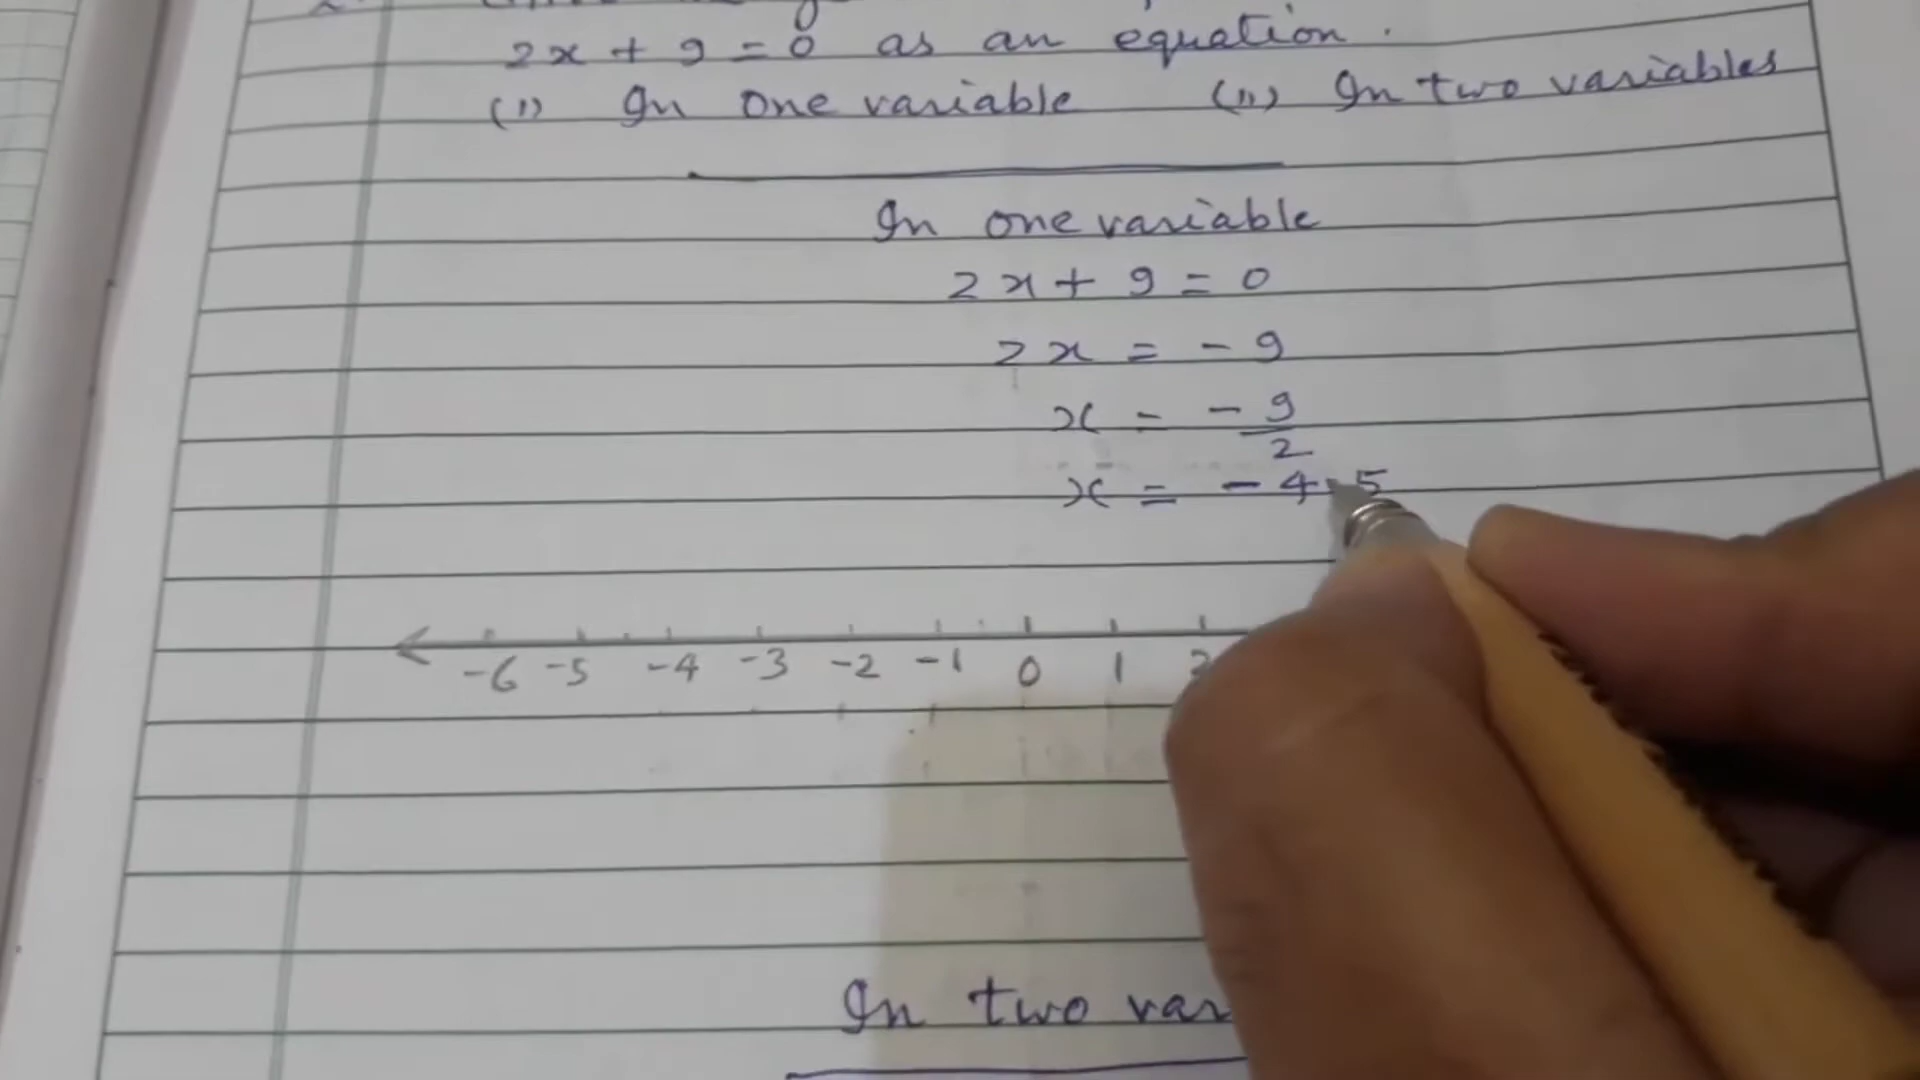 2x + 9 = 0 as an equation.
(i) In one variable (ii) In two variables
In one variable
2x + 9 = 0
2x = - 9
x = - 9/2
x = - 4.5
-6 -5 -4 -3 -2 -1 0 1 2
In two var